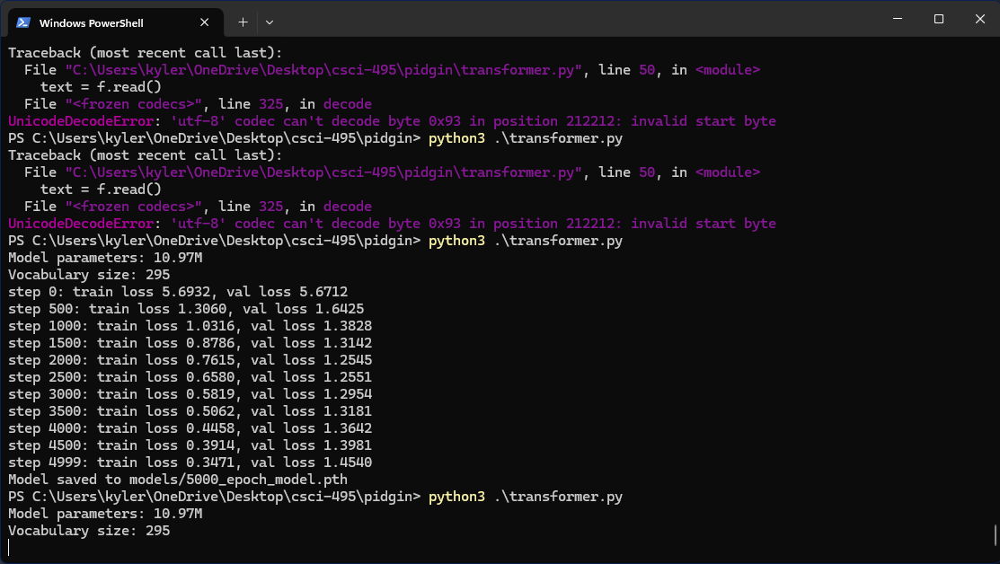 Windows PowerShell
Traceback (most recent call last):
  File "C:\Users\kyler\OneDrive\Desktop\csci-495\pidgin\transformer.py", line 50, in <module>
    text = f.read()
  File "<frozen codecs>", line 325, in decode
UnicodeDecodeError: 'utf-8' codec can't decode byte 0x93 in position 212212: invalid start byte
PS C:\Users\kyler\OneDrive\Desktop\csci-495\pidgin> python3 .\transformer.py
Traceback (most recent call last):
  File "C:\Users\kyler\OneDrive\Desktop\csci-495\pidgin\transformer.py", line 50, in <module>
    text = f.read()
  File "<frozen codecs>", line 325, in decode
UnicodeDecodeError: 'utf-8' codec can't decode byte 0x93 in position 212212: invalid start byte
PS C:\Users\kyler\OneDrive\Desktop\csci-495\pidgin> python3 .\transformer.py
Model parameters: 10.97M
Vocabulary size: 295
step 0: train loss 5.6932, val loss 5.6712
step 500: train loss 1.3060, val loss 1.6425
step 1000: train loss 1.0316, val loss 1.3828
step 1500: train loss 0.8786, val loss 1.3142
step 2000: train loss 0.7615, val loss 1.2545
step 2500: train loss 0.6580, val loss 1.2551
step 3000: train loss 0.5819, val loss 1.2954
step 3500: train loss 0.5062, val loss 1.3181
step 4000: train loss 0.4458, val loss 1.3642
step 4500: train loss 0.3914, val loss 1.3981
step 4999: train loss 0.3471, val loss 1.4540
Model saved to models/5000_epoch_model.pth
PS C:\Users\kyler\OneDrive\Desktop\csci-495\pidgin> python3 .\transformer.py
Model parameters: 10.97M
Vocabulary size: 295